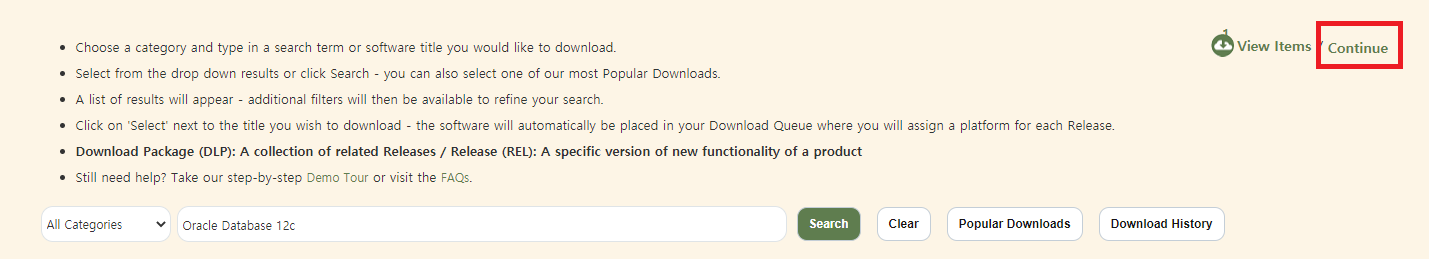 • Choose a category and type in a search term or software title you would like to download.
View Items / Continue
• Select from the drop down results or click Search - you can also select one of our most Popular Downloads.
• A list of results will appear - additional filters will then be available to refine your search.
• Click on 'Select' next to the title you wish to download - the software will automatically be placed in your Download Queue where you will assign a platform for each Release.
• Download Package (DLP): A collection of related Releases / Release (REL): A specific version of new functionality of a product
• Still need help? Take our step-by-step Demo Tour or visit the FAQs.
All Categories Oracle Database 12c Search Clear Popular Downloads Download History